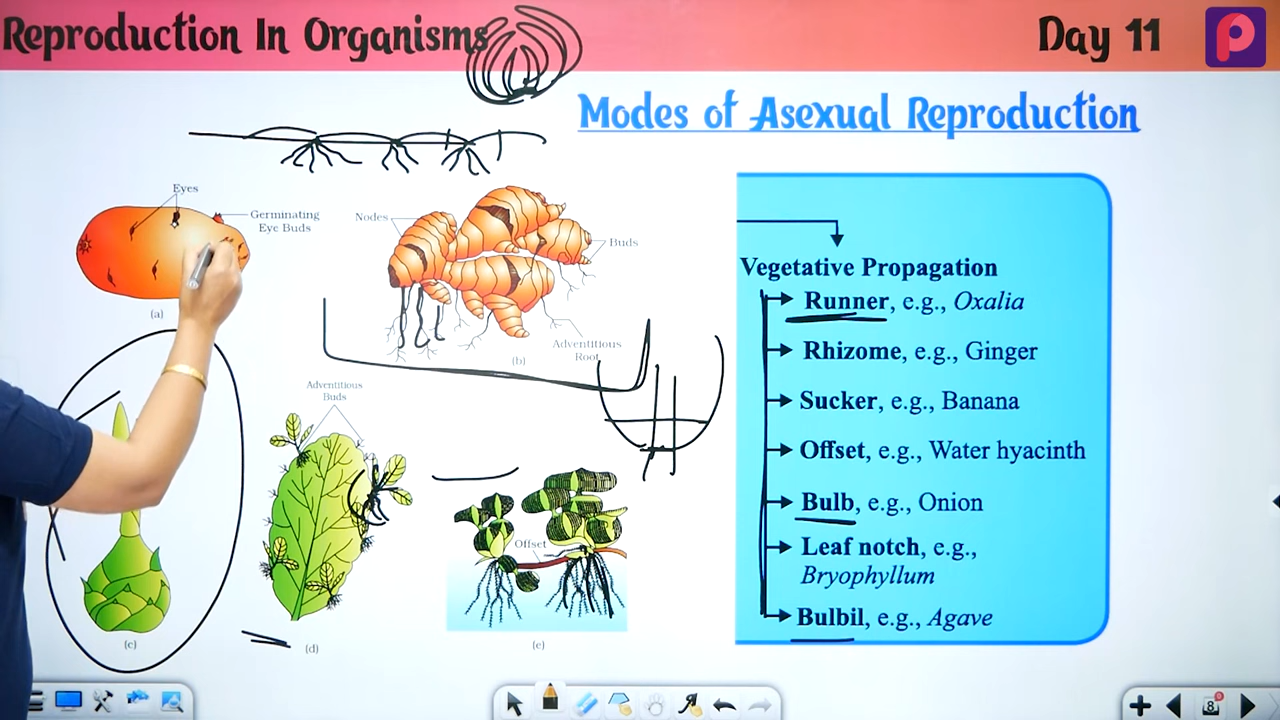 Reproduction In Organisms
Day 11
Modes of Asexual Reproduction
Eyes
Germinating
Eye Buds
(a)
Nodes
Buds
Adventitious
Root
(b)
Adventitious
Buds
(c)
(d)
Offset
(e)
Vegetative Propagation
Runner, e.g., Oxalia
Rhizome, e.g., Ginger
Sucker, e.g., Banana
Offset, e.g., Water hyacinth
Bulb, e.g., Onion
Leaf notch, e.g.,
Bryophyllum
Bulbil, e.g., Agave
8